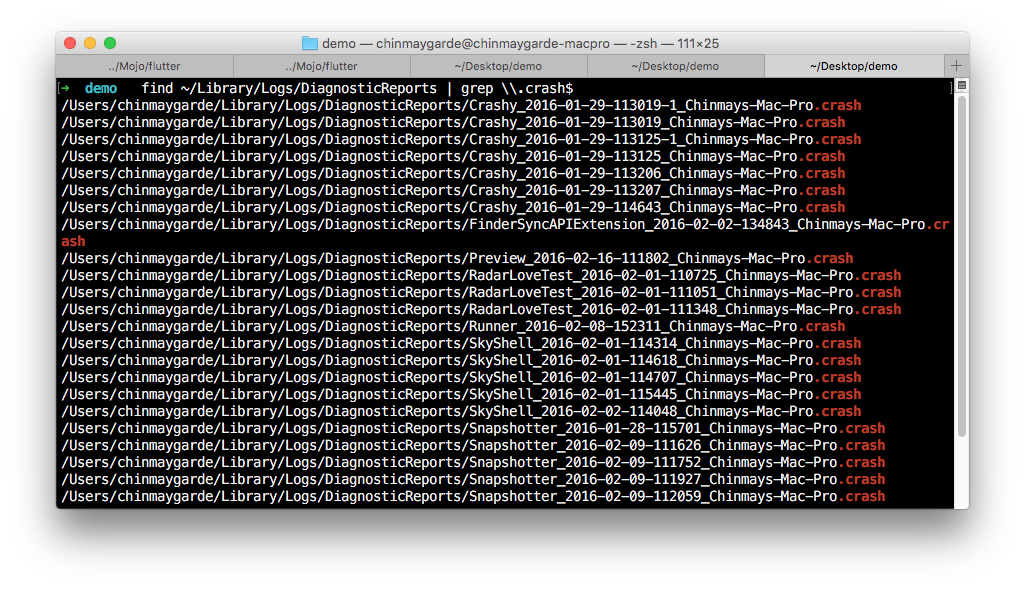 demo — chinmaygarde@chinmaygarde-macpro — -zsh — 111×25
../Mojo/flutter ../Mojo/flutter ~/Desktop/demo ~/Desktop/demo ~/Desktop/demo +
[➜ demo find ~/Library/Logs/DiagnosticReports | grep \\.crash$ ]
/Users/chinmaygarde/Library/Logs/DiagnosticReports/Crashy_2016-01-29-113019-1_Chinmays-Mac-Pro.crash
/Users/chinmaygarde/Library/Logs/DiagnosticReports/Crashy_2016-01-29-113019_Chinmays-Mac-Pro.crash
/Users/chinmaygarde/Library/Logs/DiagnosticReports/Crashy_2016-01-29-113125-1_Chinmays-Mac-Pro.crash
/Users/chinmaygarde/Library/Logs/DiagnosticReports/Crashy_2016-01-29-113125_Chinmays-Mac-Pro.crash
/Users/chinmaygarde/Library/Logs/DiagnosticReports/Crashy_2016-01-29-113206_Chinmays-Mac-Pro.crash
/Users/chinmaygarde/Library/Logs/DiagnosticReports/Crashy_2016-01-29-113207_Chinmays-Mac-Pro.crash
/Users/chinmaygarde/Library/Logs/DiagnosticReports/Crashy_2016-01-29-114643_Chinmays-Mac-Pro.crash
/Users/chinmaygarde/Library/Logs/DiagnosticReports/FinderSyncAPIExtension_2016-02-02-134843_Chinmays-Mac-Pro.cr
ash
/Users/chinmaygarde/Library/Logs/DiagnosticReports/Preview_2016-02-16-111802_Chinmays-Mac-Pro.crash
/Users/chinmaygarde/Library/Logs/DiagnosticReports/RadarLoveTest_2016-02-01-110725_Chinmays-Mac-Pro.crash
/Users/chinmaygarde/Library/Logs/DiagnosticReports/RadarLoveTest_2016-02-01-111051_Chinmays-Mac-Pro.crash
/Users/chinmaygarde/Library/Logs/DiagnosticReports/RadarLoveTest_2016-02-01-111348_Chinmays-Mac-Pro.crash
/Users/chinmaygarde/Library/Logs/DiagnosticReports/Runner_2016-02-08-152311_Chinmays-Mac-Pro.crash
/Users/chinmaygarde/Library/Logs/DiagnosticReports/SkyShell_2016-02-01-114314_Chinmays-Mac-Pro.crash
/Users/chinmaygarde/Library/Logs/DiagnosticReports/SkyShell_2016-02-01-114618_Chinmays-Mac-Pro.crash
/Users/chinmaygarde/Library/Logs/DiagnosticReports/SkyShell_2016-02-01-114707_Chinmays-Mac-Pro.crash
/Users/chinmaygarde/Library/Logs/DiagnosticReports/SkyShell_2016-02-01-115445_Chinmays-Mac-Pro.crash
/Users/chinmaygarde/Library/Logs/DiagnosticReports/SkyShell_2016-02-02-114048_Chinmays-Mac-Pro.crash
/Users/chinmaygarde/Library/Logs/DiagnosticReports/Snapshotter_2016-01-28-115701_Chinmays-Mac-Pro.crash
/Users/chinmaygarde/Library/Logs/DiagnosticReports/Snapshotter_2016-02-09-111626_Chinmays-Mac-Pro.crash
/Users/chinmaygarde/Library/Logs/DiagnosticReports/Snapshotter_2016-02-09-111752_Chinmays-Mac-Pro.crash
/Users/chinmaygarde/Library/Logs/DiagnosticReports/Snapshotter_2016-02-09-111927_Chinmays-Mac-Pro.crash
/Users/chinmaygarde/Library/Logs/DiagnosticReports/Snapshotter_2016-02-09-112059_Chinmays-Mac-Pro.crash